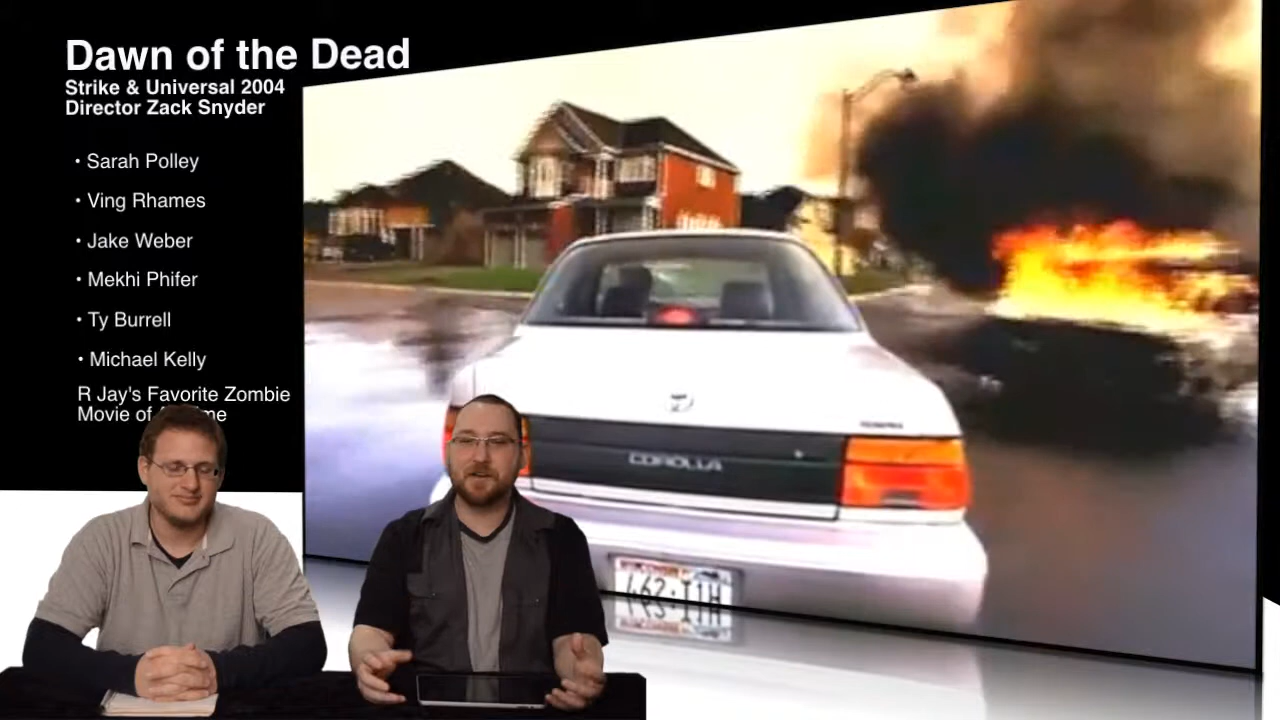 Dawn of the Dead
Strike & Universal 2004
Director Zack Snyder
• Sarah Polley
• Ving Rhames
• Jake Weber
• Mekhi Phifer
• Ty Burrell
• Michael Kelly
R Jay's Favorite Zombie
Movie of
COROLLA